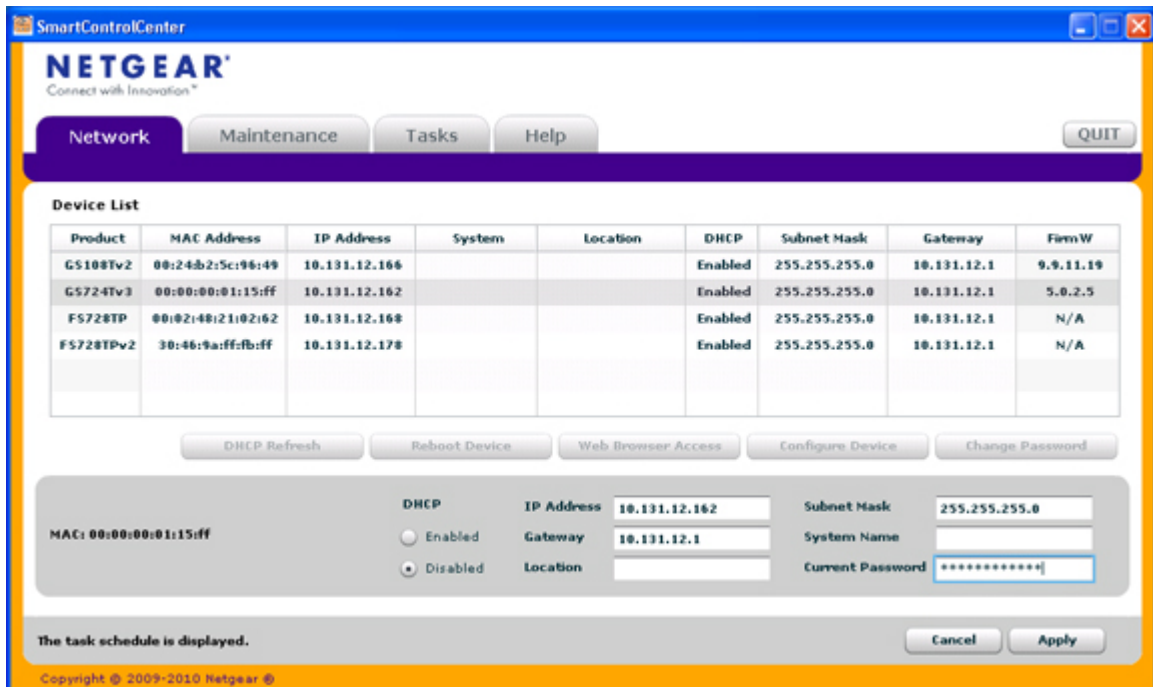 SmartControlCenter
NETGEAR®
Connect with Innovation™
Network Maintenance Tasks Help QUIT
Device List
Product MAC Address IP Address System Location DHCP Subnet Mask Gateway FirmW
GS108Tv2 00:24:b2:5c:96:49 10.131.12.166 Enabled 255.255.255.0 10.131.12.1 9.9.11.19
GS724Tv3 00:00:00:01:15:ff 10.131.12.162 Enabled 255.255.255.0 10.131.12.1 5.0.2.5
FS728TP 00:02:48:21:02:62 10.131.12.168 Enabled 255.255.255.0 10.131.12.1 N/A
FS728TPv2 30:46:9a:ff:fb:ff 10.131.12.178 Enabled 255.255.255.0 10.131.12.1 N/A
DHCP Refresh Reboot Device Web Browser Access Configure Device Change Password
DHCP IP Address 10.131.12.162 Subnet Mask 255.255.255.0
MAC: 00:00:00:01:15:ff Enabled Gateway 10.131.12.1 System Name
Disabled Location Current Password ************
The task schedule is displayed. Cancel Apply
Copyright © 2009-2010 Netgear ®